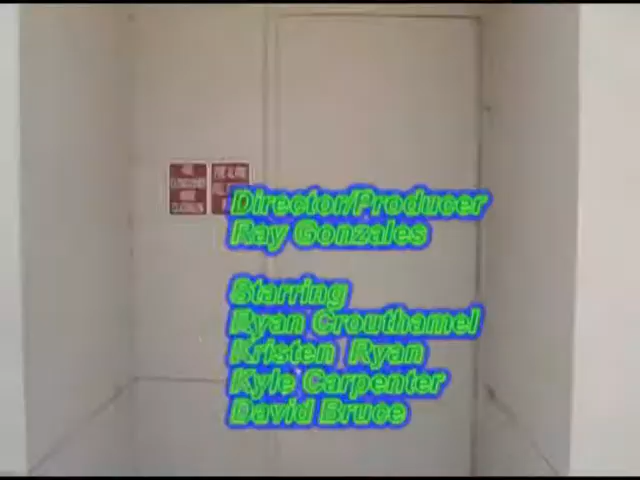 Director/Producer
Ray Gonzales
Starring
Ryan Crouthamel
Kristen Ryan
Kyle Carpenter
David Bruce